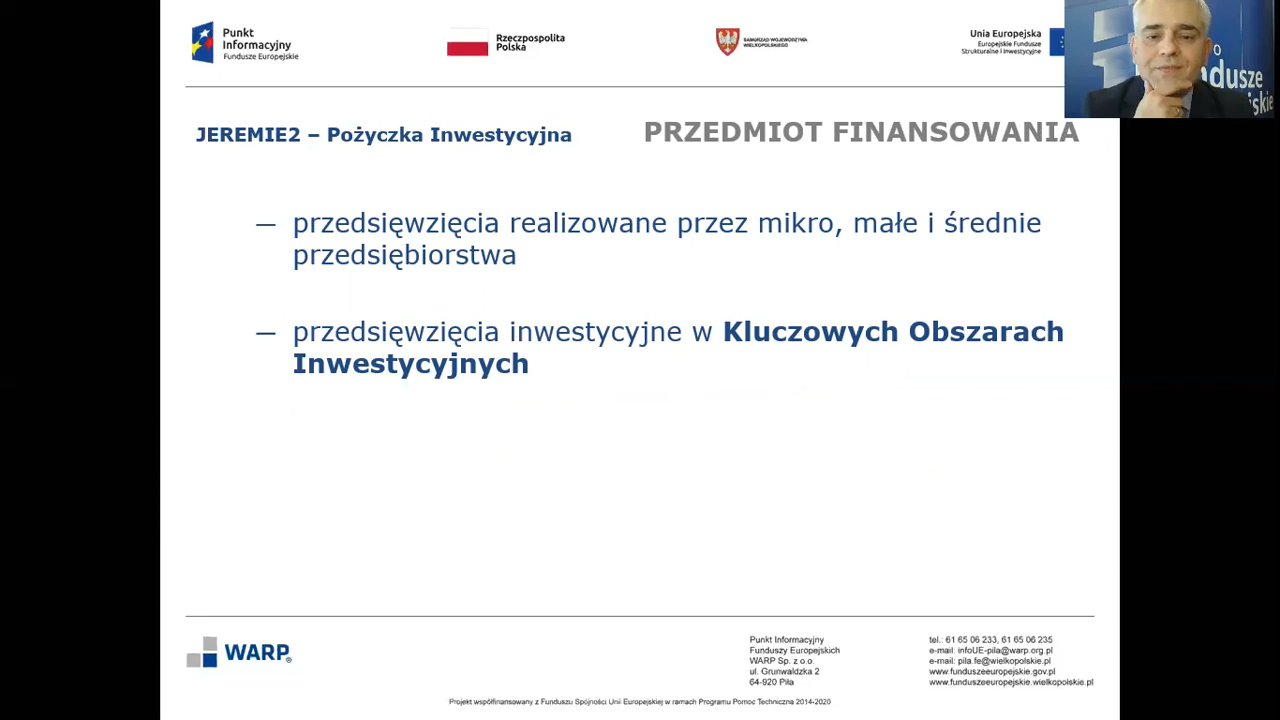 Punkt
Informacyjny
Fundusze Europejskie
Rzeczpospolita
Polska
SAMORZĄD WOJEWÓDZTWA
WIELKOPOLSKIEGO
Unia Europejska
Europejskie Fundusze
Strukturalne i Inwestycyjne
JEREMIE2 – Pożyczka Inwestycyjna
PRZEDMIOT FINANSOWANIA
— przedsięwzięcia realizowane przez mikro, małe i średnie
przedsiębiorstwa
— przedsięwzięcia inwestycyjne w Kluczowych Obszarach
Inwestycyjnych
WARP®
Punkt Informacyjny
Funduszy Europejskich
WARP Sp. z o.o.
ul. Grunwaldzka 2
64-920 Piła
tel.: 61 65 06 233, 61 65 06 235
e-mail: infoUE-pila@warp.org.pl
e-mail: pila.fe@wielkopolskie.pl
www.funduszeeuropejskie.gov.pl
www.funduszeeuropejskie.wielkopolskie.pl
Projekt współfinansowany z Funduszu Spójności Unii Europejskiej w ramach Programu Pomoc Techniczna 2014-2020